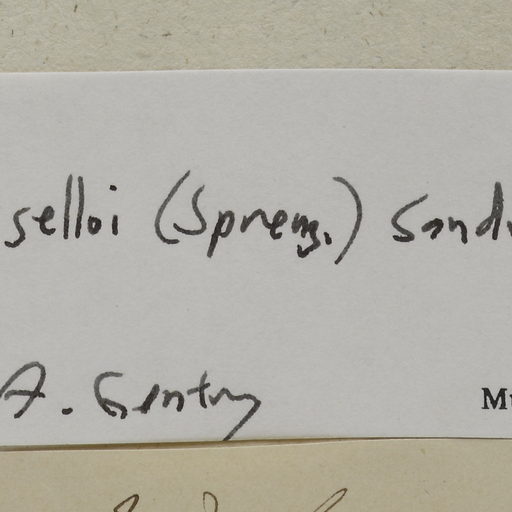 selloi (Spreng.) Sandw
A. Gentry